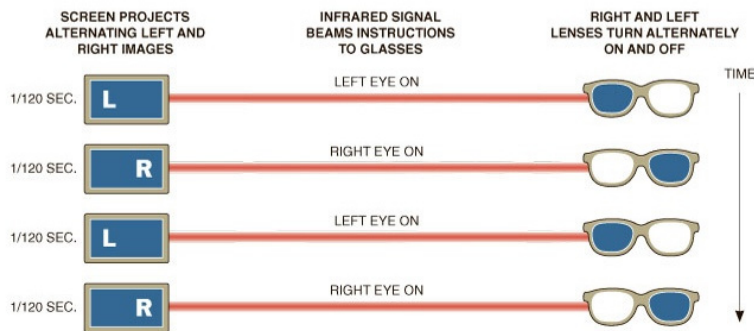 SCREEN PROJECTS
ALTERNATING LEFT AND
RIGHT IMAGES
INFRARED SIGNAL
BEAMS INSTRUCTIONS
TO GLASSES
RIGHT AND LEFT
LENSES TURN ALTERNATELY
ON AND OFF
TIME
1/120 SEC.
L
LEFT EYE ON
1/120 SEC.
R
RIGHT EYE ON
1/120 SEC.
L
LEFT EYE ON
1/120 SEC.
R
RIGHT EYE ON